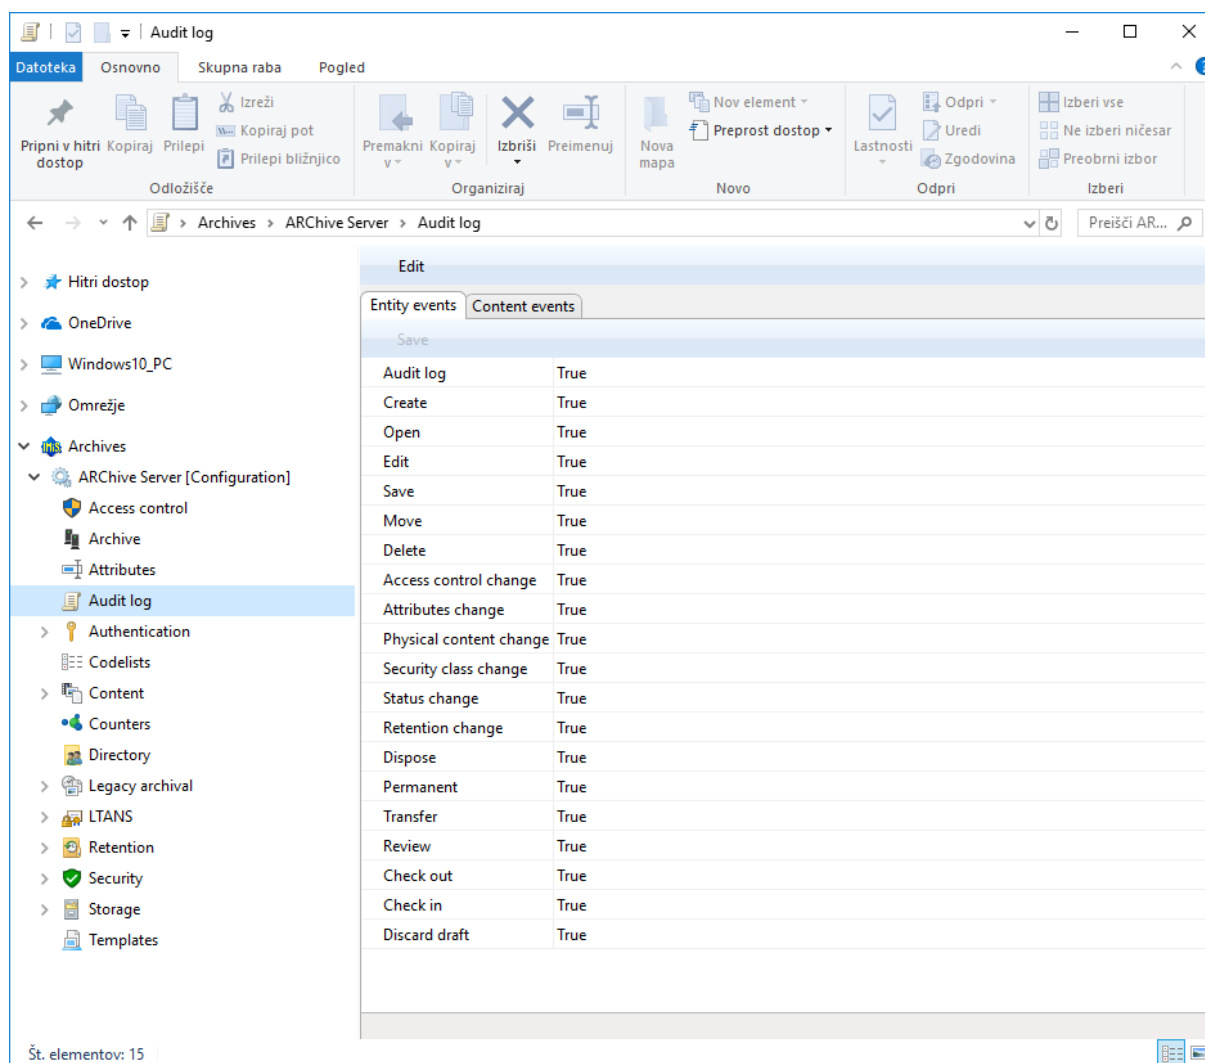 Audit log
Datoteka Osnovno Skupna raba Pogled
Pripni v hitri dostop
Kopiraj
Prilepi
Izreži
Kopiraj pot
Prilepi bližnjico
Odložišče
Premakni v
Kopiraj v
Izbriši
Preimenuj
Organiziraj
Nova mapa
Nov element
Preprost dostop
Novo
Lastnosti
Odpri
Uredi
Zgodovina
Odpri
Izberi vse
Ne izberi ničesar
Preobrni izbor
Izberi
Archives > ARChive Server > Audit log
Preišči AR...
Hitri dostop
OneDrive
Windows10_PC
Omrežje
IMiS Archives
ARChive Server [Configuration]
Access control
Archive
Attributes
Audit log
Authentication
Codelists
Content
Counters
Directory
Legacy archival
LTANS
Retention
Security
Storage
Templates
Edit
Entity events Content events
Save
Audit log True
Create True
Open True
Edit True
Save True
Move True
Delete True
Access control change True
Attributes change True
Physical content change True
Security class change True
Status change True
Retention change True
Dispose True
Permanent True
Transfer True
Review True
Check out True
Check in True
Discard draft True
Št. elementov: 15